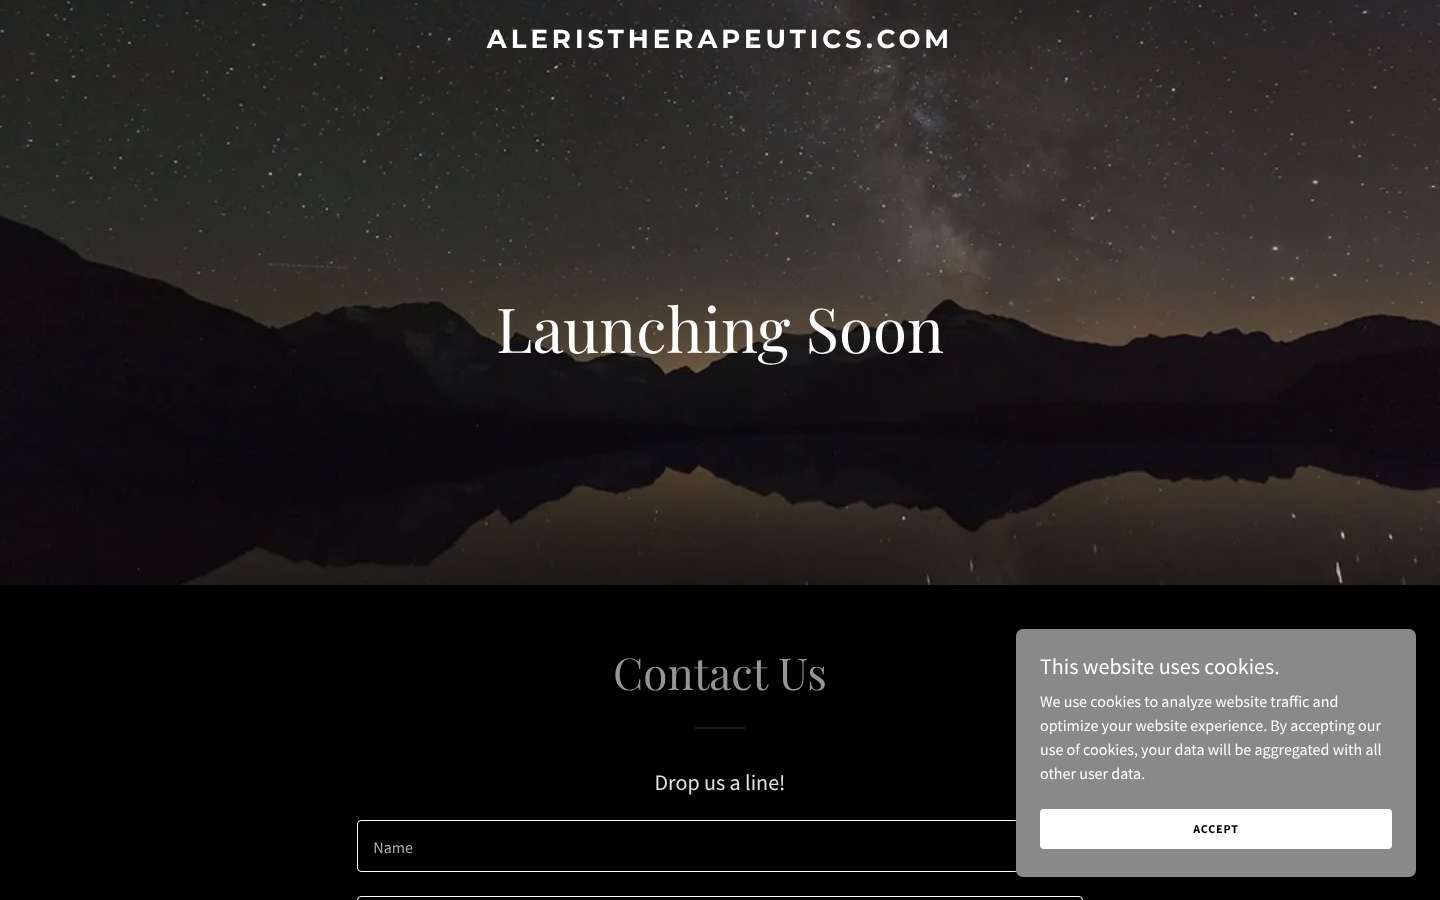 ALERISTHERAPEUTICS.COM
Launching Soon
Contact Us
Drop us a line!
Name
This website uses cookies.
We use cookies to analyze website traffic and
optimize your website experience. By accepting our
use of cookies, your data will be aggregated with all
other user data.
ACCEPT